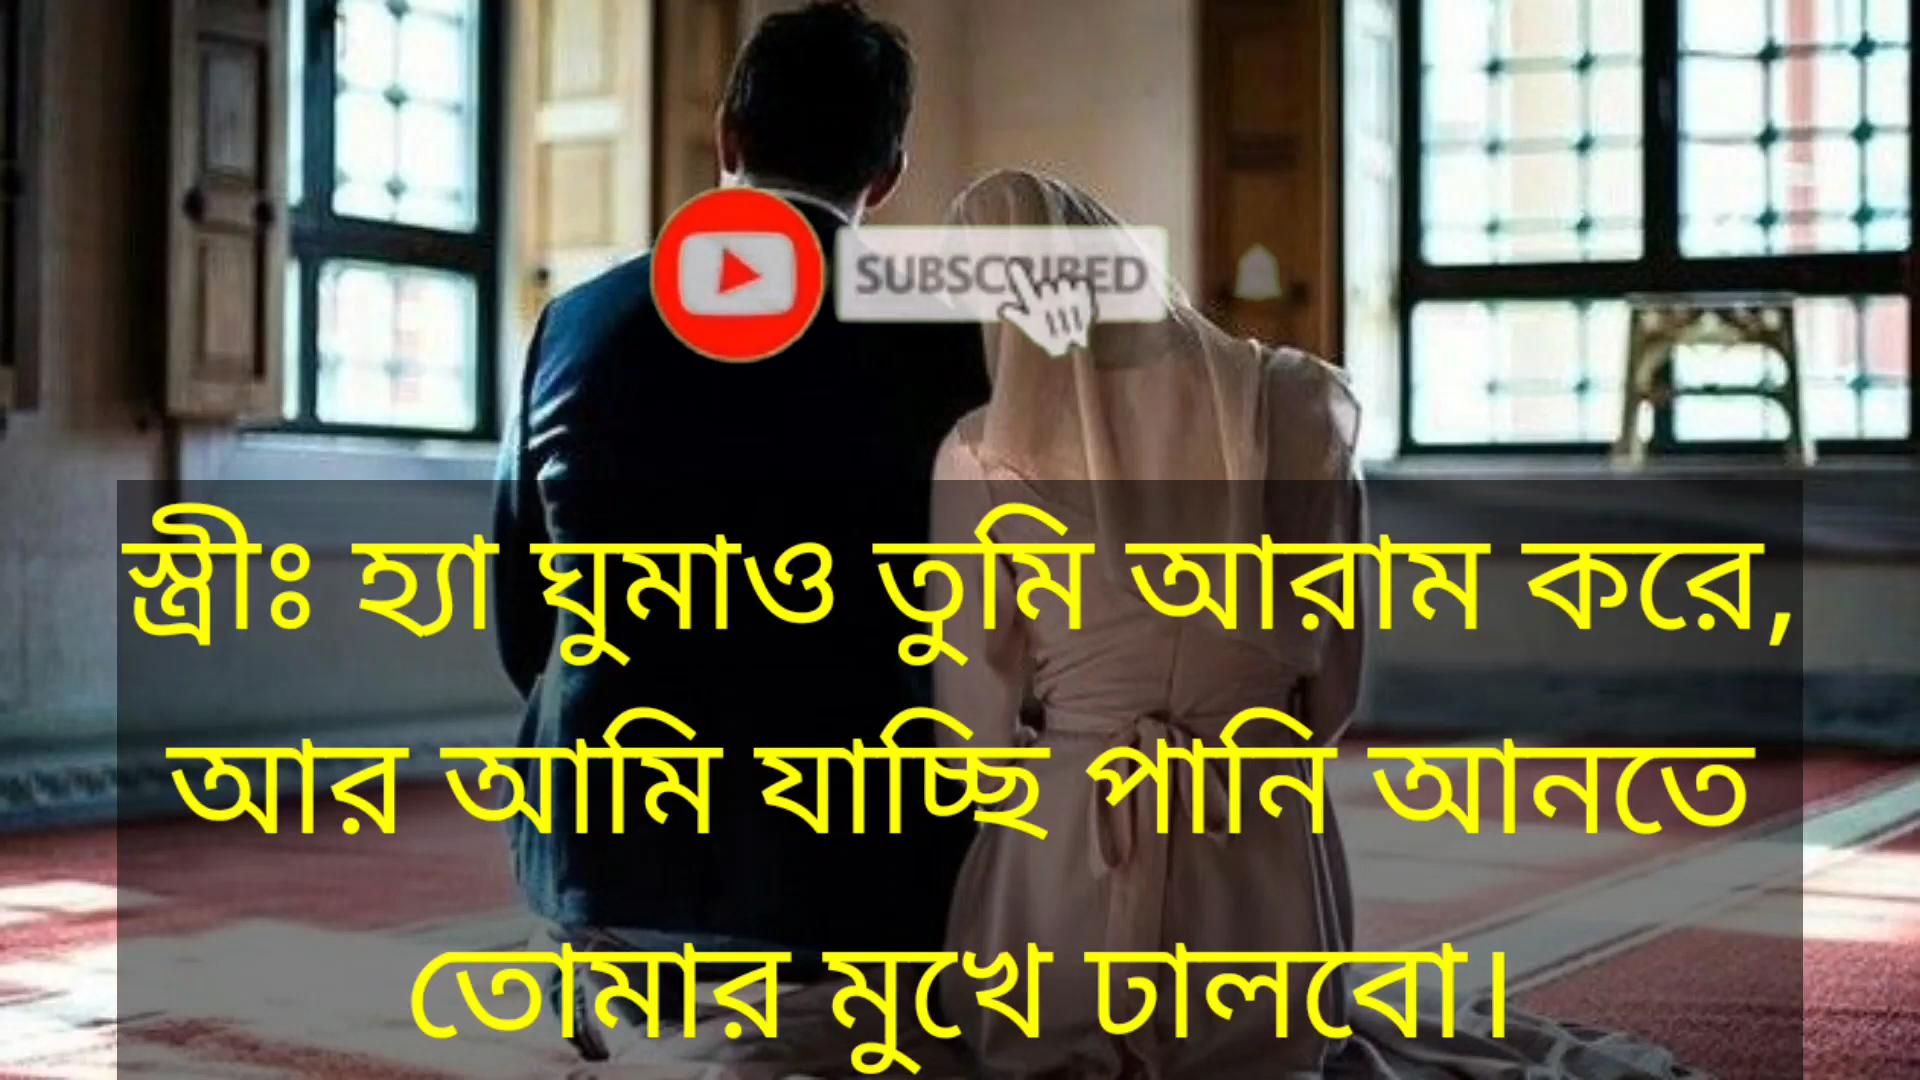 SUBSCRIBED
স্ত্রীঃ হ্যা ঘুমাও তুমি আরাম করে,
আর আমি যাচ্ছি পানি আনতে
তোমার মুখে ঢালবো।